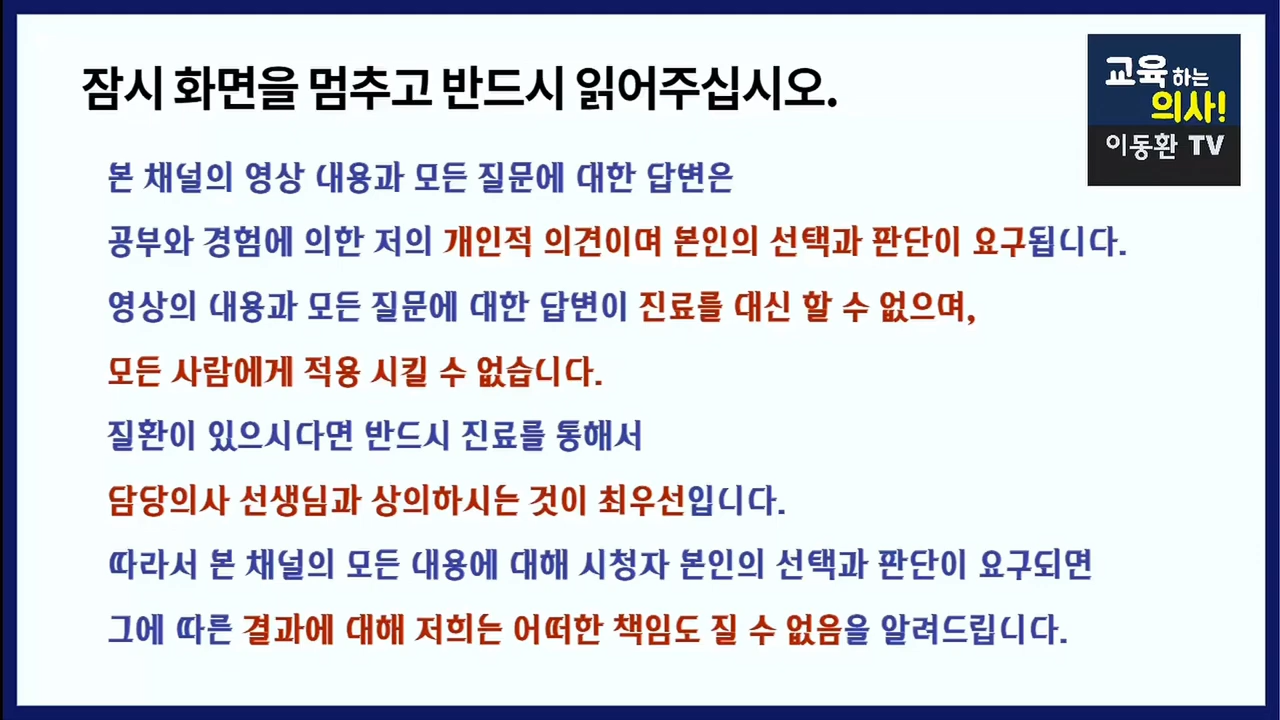 잠시 화면을 멈추고 반드시 읽어주십시오.
교육 하는
의사!
이동환 TV
본 채널의 영상 내용과 모든 질문에 대한 답변은
공부와 경험에 의한 저의 개인적 의견이며 본인의 선택과 판단이 요구됩니다.
영상의 내용과 모든 질문에 대한 답변이 진료를 대신 할 수 없으며,
모든 사람에게 적용 시킬 수 없습니다.
질환이 있으시다면 반드시 진료를 통해서
담당의사 선생님과 상의하시는 것이 최우선입니다.
따라서 본 채널의 모든 내용에 대해 시청자 본인의 선택과 판단이 요구되면
그에 따른 결과에 대해 저희는 어떠한 책임도 질 수 없음을 알려드립니다.